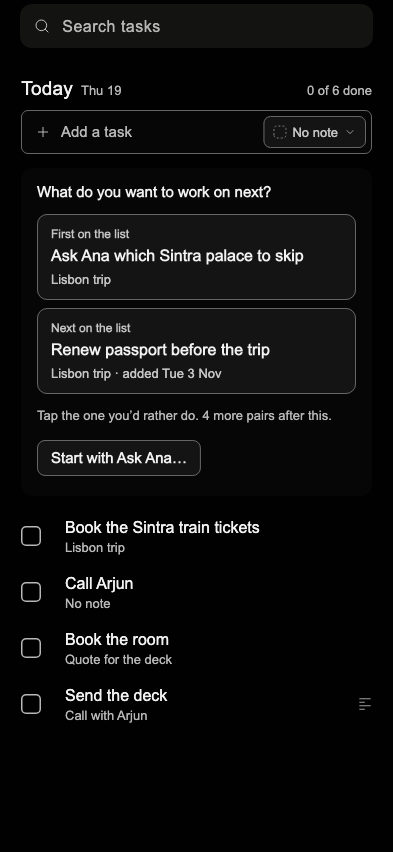 Search tasks
Today Thu 19
0 of 6 done
Add a task
No note
What do you want to work on next?
First on the list
Ask Ana which Sintra palace to skip
Lisbon trip
Next on the list
Renew passport before the trip
Lisbon trip · added Tue 3 Nov
Tap the one you’d rather do. 4 more pairs after this.
Start with Ask Ana…
Book the Sintra train tickets
Lisbon trip
Call Arjun
No note
Book the room
Quote for the deck
Send the deck
Call with Arjun